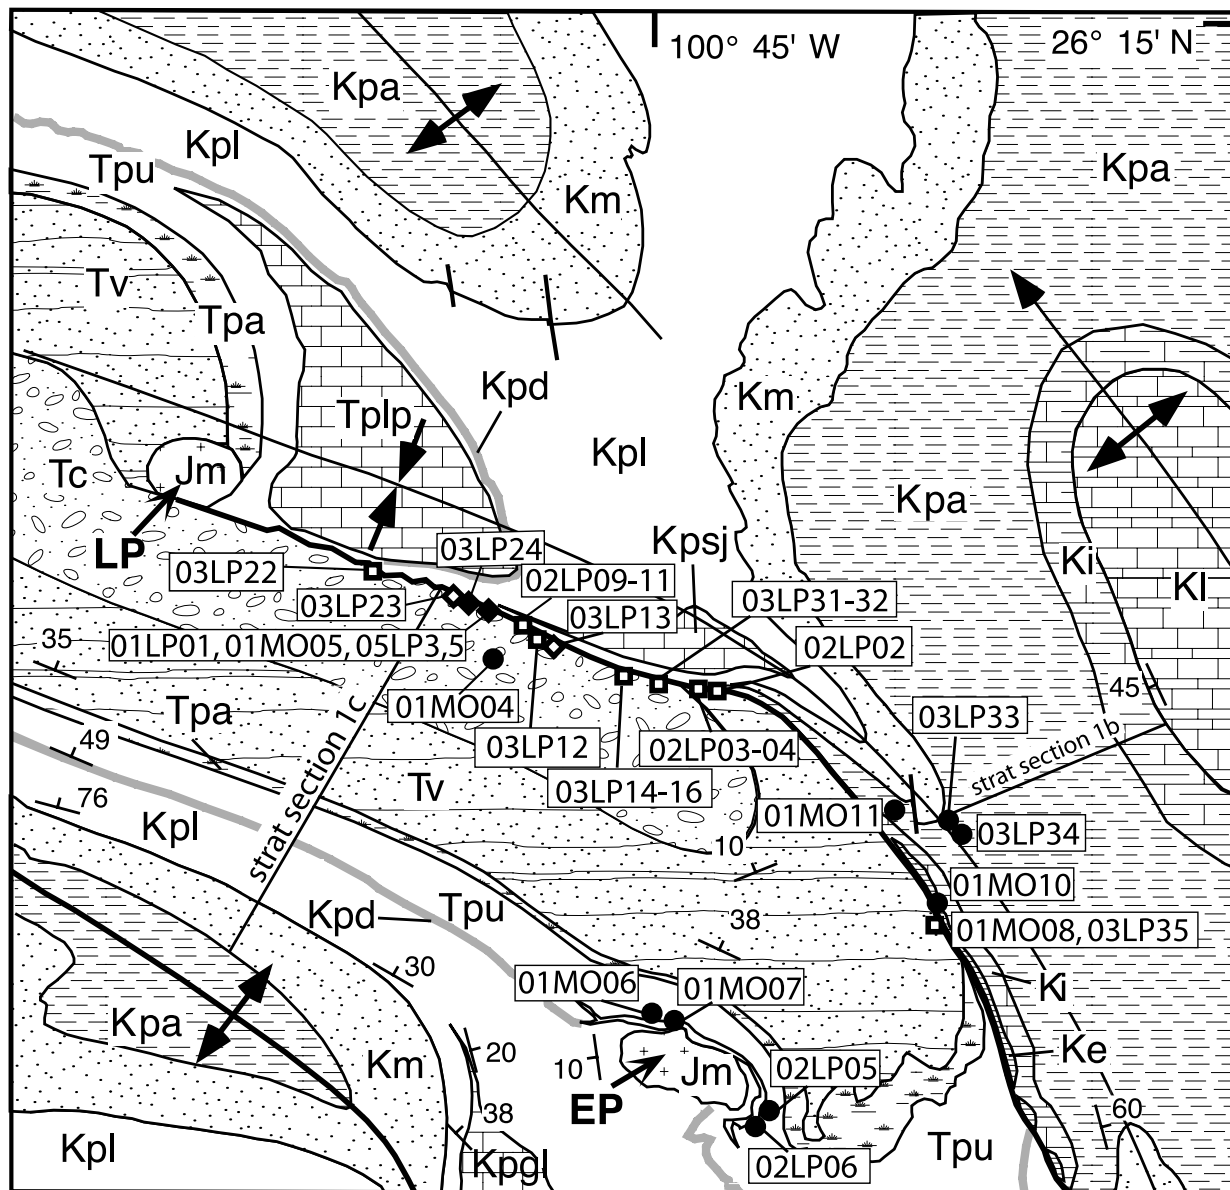 100° 45' W
26° 15' N
Kpa
Kpl
Tpu
Km
Kpa
Tv
Tpa
Kpd
Km
Tplp
Kpl
Tc
Jm
Kpa
LP
Kpsj
Ki
Kl
03LP24
03LP22
02LP09-11
03LP31-32
03LP23
03LP13
01LP01, 01MO05, 05LP3,5
02LP02
35
45
01MO04
Tpa
03LP33
49
03LP12
02LP03-04
strat section 1b
strat section 1c
76
Tv
03LP14-16
01MO11
Kpl
03LP34
10
01MO10
Kpd
Tpu
38
01MO08, 03LP35
30
01MO06
01MO07
Ki
Kpa
20
Km
10
Jm
02LP05
Ke
EP
38
60
Kpl
Kpgl
02LP06
Tpu